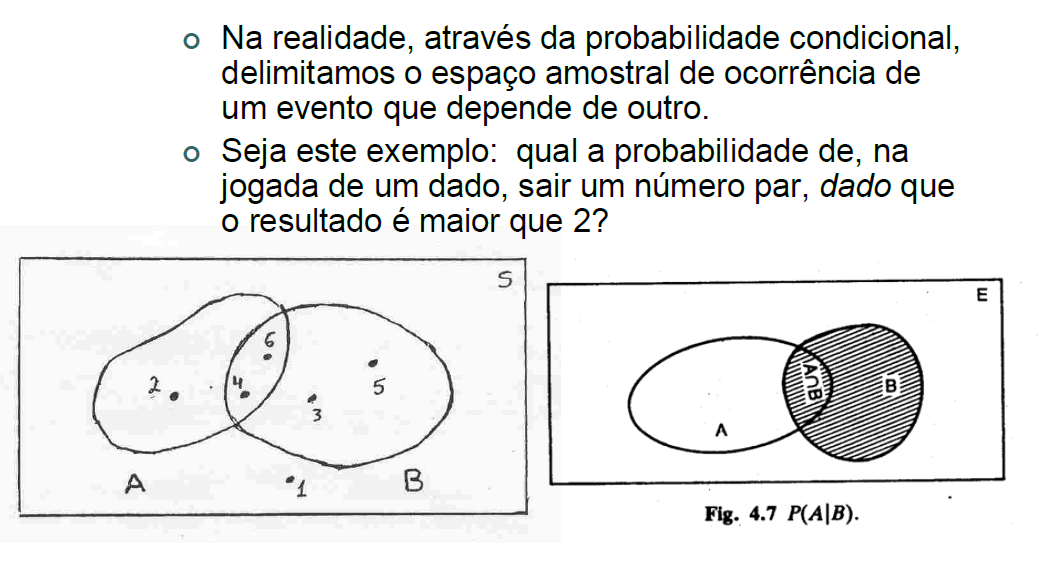 o Na realidade, através da probabilidade condicional,
delimitamos o espaço amostral de ocorrência de
um evento que depende de outro.
o Seja este exemplo: qual a probabilidade de, na
jogada de um dado, sair um número par, dado que
o resultado é maior que 2?
S
6
2
4
5
3
A
1
B
E
A∩B
B
A
Fig. 4.7 P(A|B).